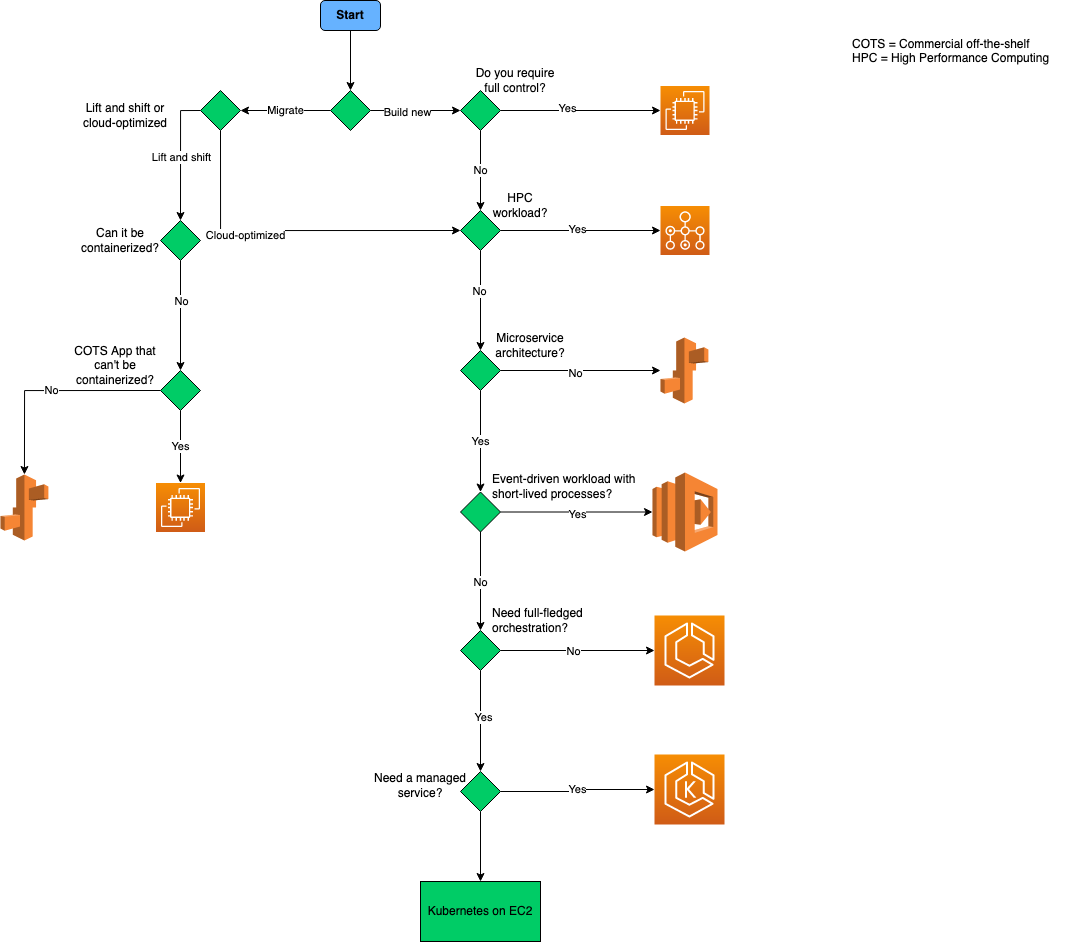 Start
COTS = Commercial off-the-shelf
HPC = High Performance Computing
Do you require
full control?
Lift and shift or
cloud-optimized
Migrate
Build new
Yes
Lift and shift
No
HPC
workload?
Can it be
containerized?
Cloud-optimized
Yes
No
No
Microservice
architecture?
COTS App that
can't be
containerized?
No
No
Yes
Yes
Event-driven workload with
short-lived processes?
Yes
No
Need full-fledged
orchestration?
No
Yes
Need a managed
service?
Yes
K
Kubernetes on EC2